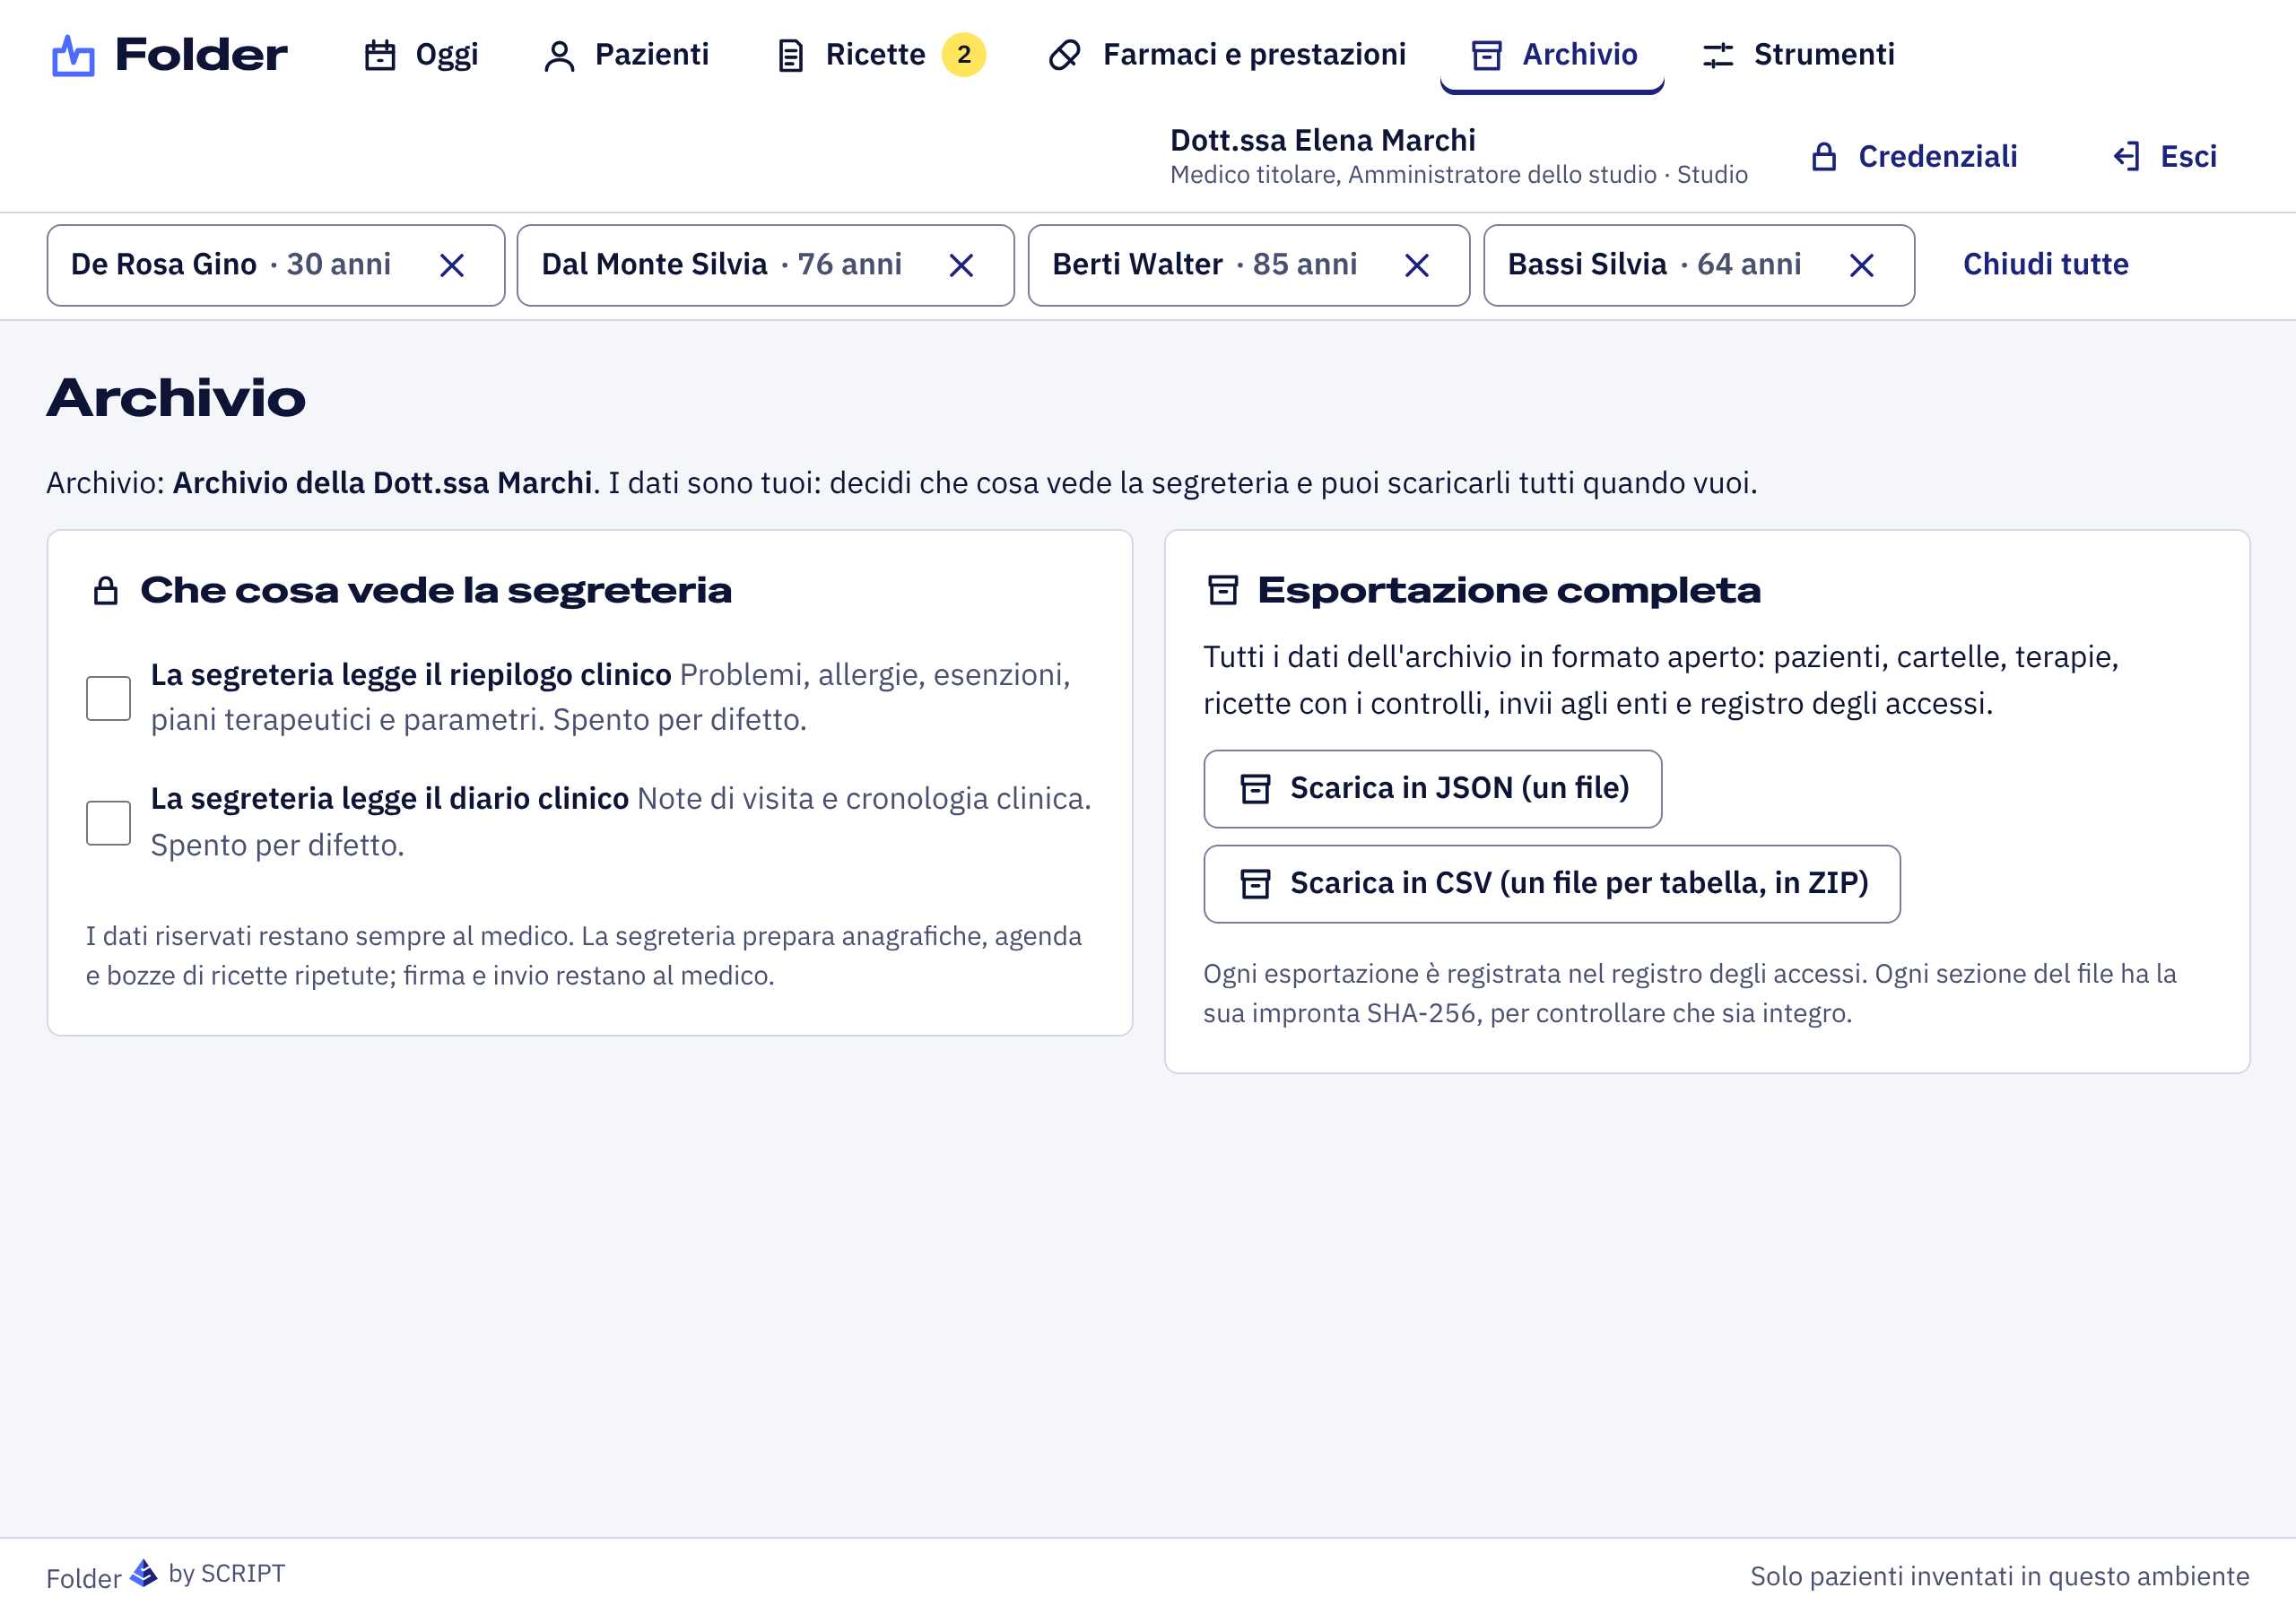 Folder
Oggi
Pazienti
Ricette 2
Farmaci e prestazioni
Archivio
Strumenti
Dott.ssa Elena Marchi
Medico titolare, Amministratore dello studio · Studio
Credenziali
Esci
De Rosa Gino · 30 anni
Dal Monte Silvia · 76 anni
Berti Walter · 85 anni
Bassi Silvia · 64 anni
Chiudi tutte
Archivio
Archivio: Archivio della Dott.ssa Marchi. I dati sono tuoi: decidi che cosa vede la segreteria e puoi scaricarli tutti quando vuoi.
Che cosa vede la segreteria
La segreteria legge il riepilogo clinico Problemi, allergie, esenzioni,
piani terapeutici e parametri. Spento per difetto.
La segreteria legge il diario clinico Note di visita e cronologia clinica.
Spento per difetto.
I dati riservati restano sempre al medico. La segreteria prepara anagrafiche, agenda
e bozze di ricette ripetute; firma e invio restano al medico.
Esportazione completa
Tutti i dati dell'archivio in formato aperto: pazienti, cartelle, terapie,
ricette con i controlli, invii agli enti e registro degli accessi.
Scarica in JSON (un file)
Scarica in CSV (un file per tabella, in ZIP)
Ogni esportazione è registrata nel registro degli accessi. Ogni sezione del file ha la
sua impronta SHA-256, per controllare che sia integro.
Folder by SCRIPT
Solo pazienti inventati in questo ambiente